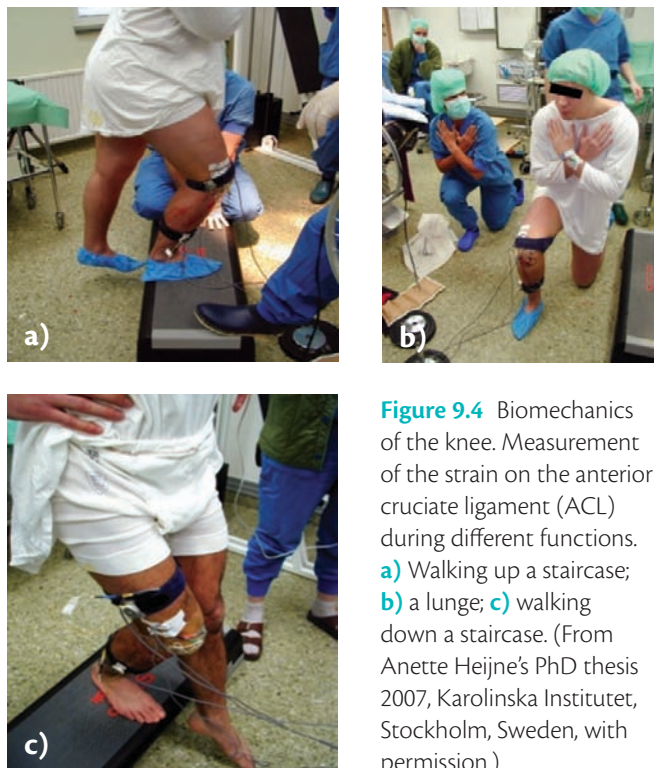 a)
b)
c)
Figure 9.4 Biomechanics
of the knee. Measurement
of the strain on the anterior
cruciate ligament (ACL)
during different functions.
a) Walking up a staircase;
b) a lunge; c) walking
down a staircase. (From
Anette Heijne's PhD thesis
2007, Karolinska Institutet,
Stockholm, Sweden, with
permission.)